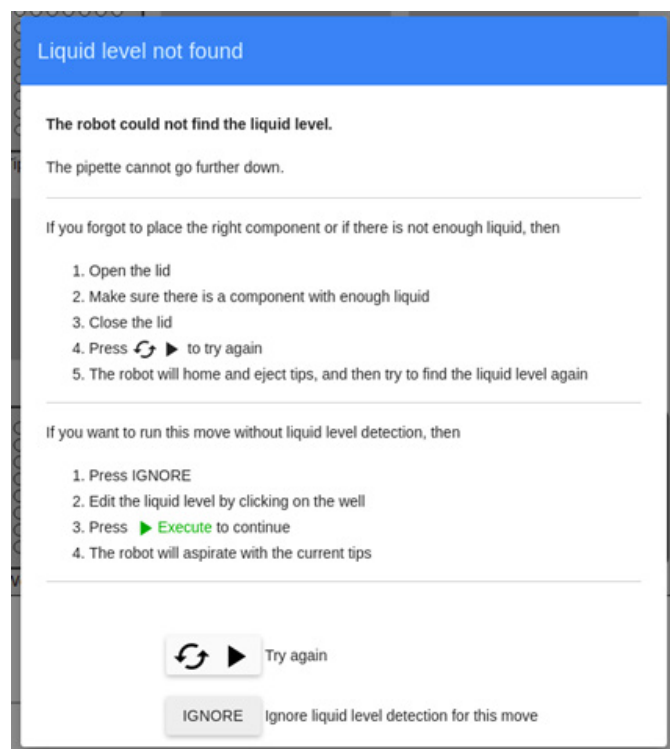 Liquid level not found
The robot could not find the liquid level.
The pipette cannot go further down.
If you forgot to place the right component or if there is not enough liquid, then
1. Open the lid
2. Make sure there is a component with enough liquid
3. Close the lid
4. Press to try again
5. The robot will home and eject tips, and then try to find the liquid level again
If you want to run this move without liquid level detection, then
1. Press IGNORE
2. Edit the liquid level by clicking on the well
3. Press Execute to continue
4. The robot will aspirate with the current tips
Try again
IGNORE Ignore liquid level detection for this move